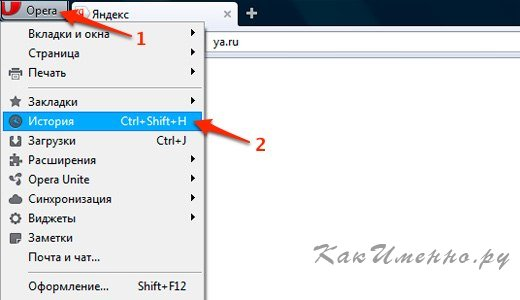 Opera
Яндекс
1
ya.ru
Вкладки и окна
Страница
Печать
Закладки
История Ctrl+Shift+H
2
Загрузки Ctrl+J
Расширения
Opera Unite
Синхронизация
Виджеты
Заметки
Почта и чат...
Оформление... Shift+F12
КакИменно.ру